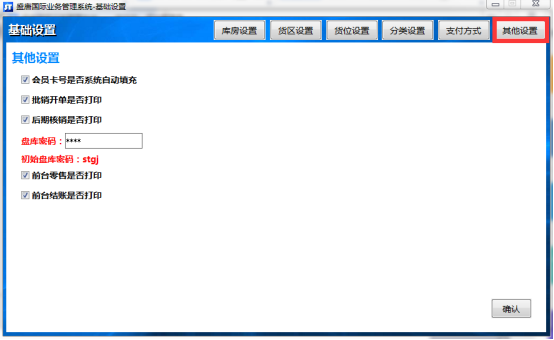 盛唐国际业务管理系统-基础设置
基础设置
库房设置 货区设置 货位设置 分类设置 支付方式 其他设置
其他设置
会员卡号是否系统自动填充
批销开单是否打印
后期核销是否打印
盘库密码：****
初始盘库密码：stgj
前台零售是否打印
前台结账是否打印
确认